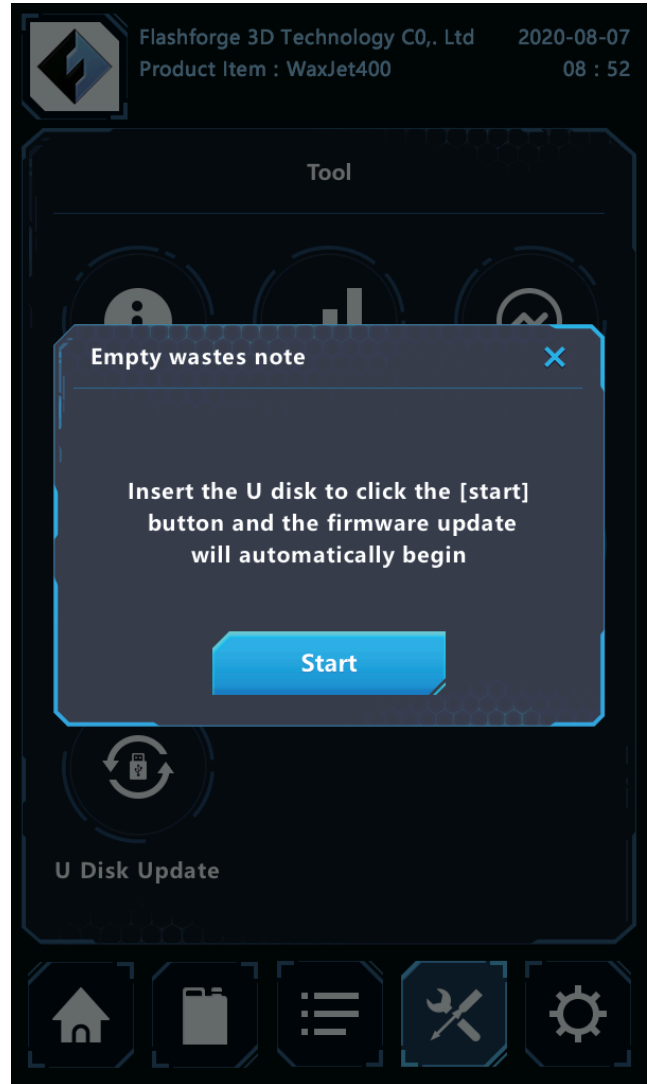 Flashforge 3D Technology C0,. Ltd 2020-08-07
Product Item : WaxJet400 08 : 52
Tool
Empty wastes note
Insert the U disk to click the [start]
button and the firmware update
will automatically begin
Start
U Disk Update